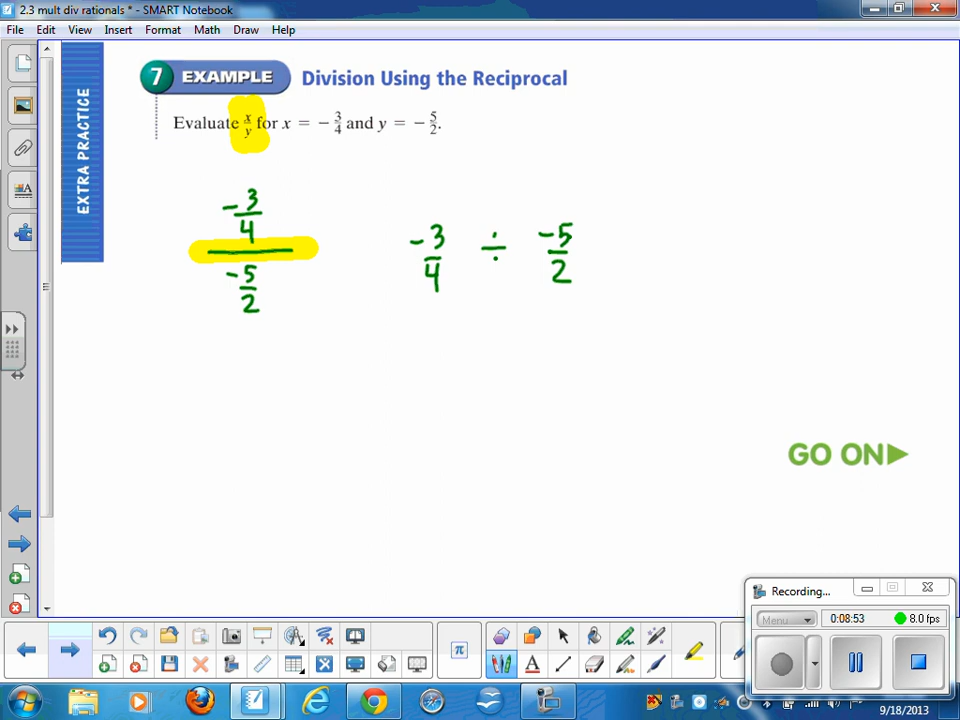 2.3 mult div rationals * - SMART Notebook
File Edit View Insert Format Math Draw Help
EXTRA PRACTICE
7 EXAMPLE Division Using the Reciprocal
Evaluate x/y for x = -3/4 and y = -5/2.
-3/4
-5/2
-3/4 ÷ -5/2
GO ON
Recording...
Menu 0:08:53 8.0 fps
π
A
9/18/2013